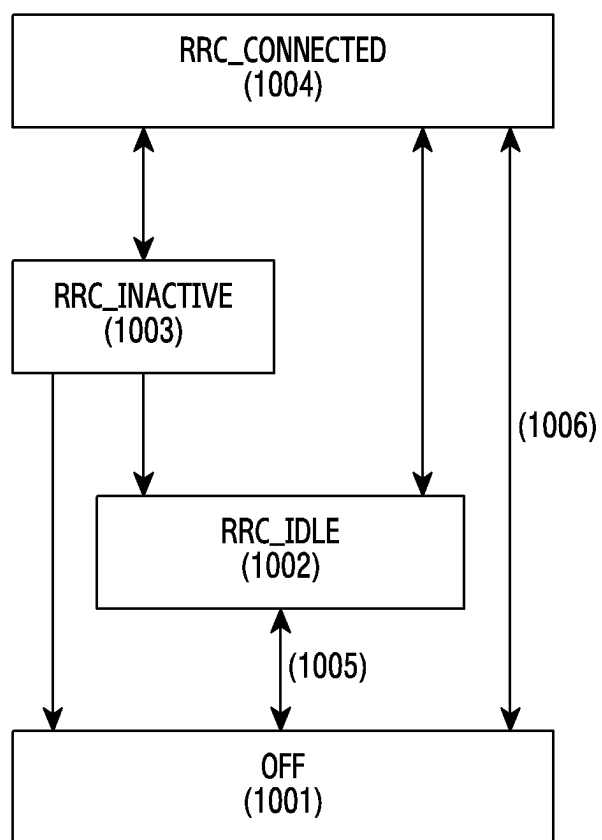 RRC_CONNECTED
(1004)
RRC_INACTIVE
(1003)
(1006)
RRC_IDLE
(1002)
(1005)
OFF
(1001)